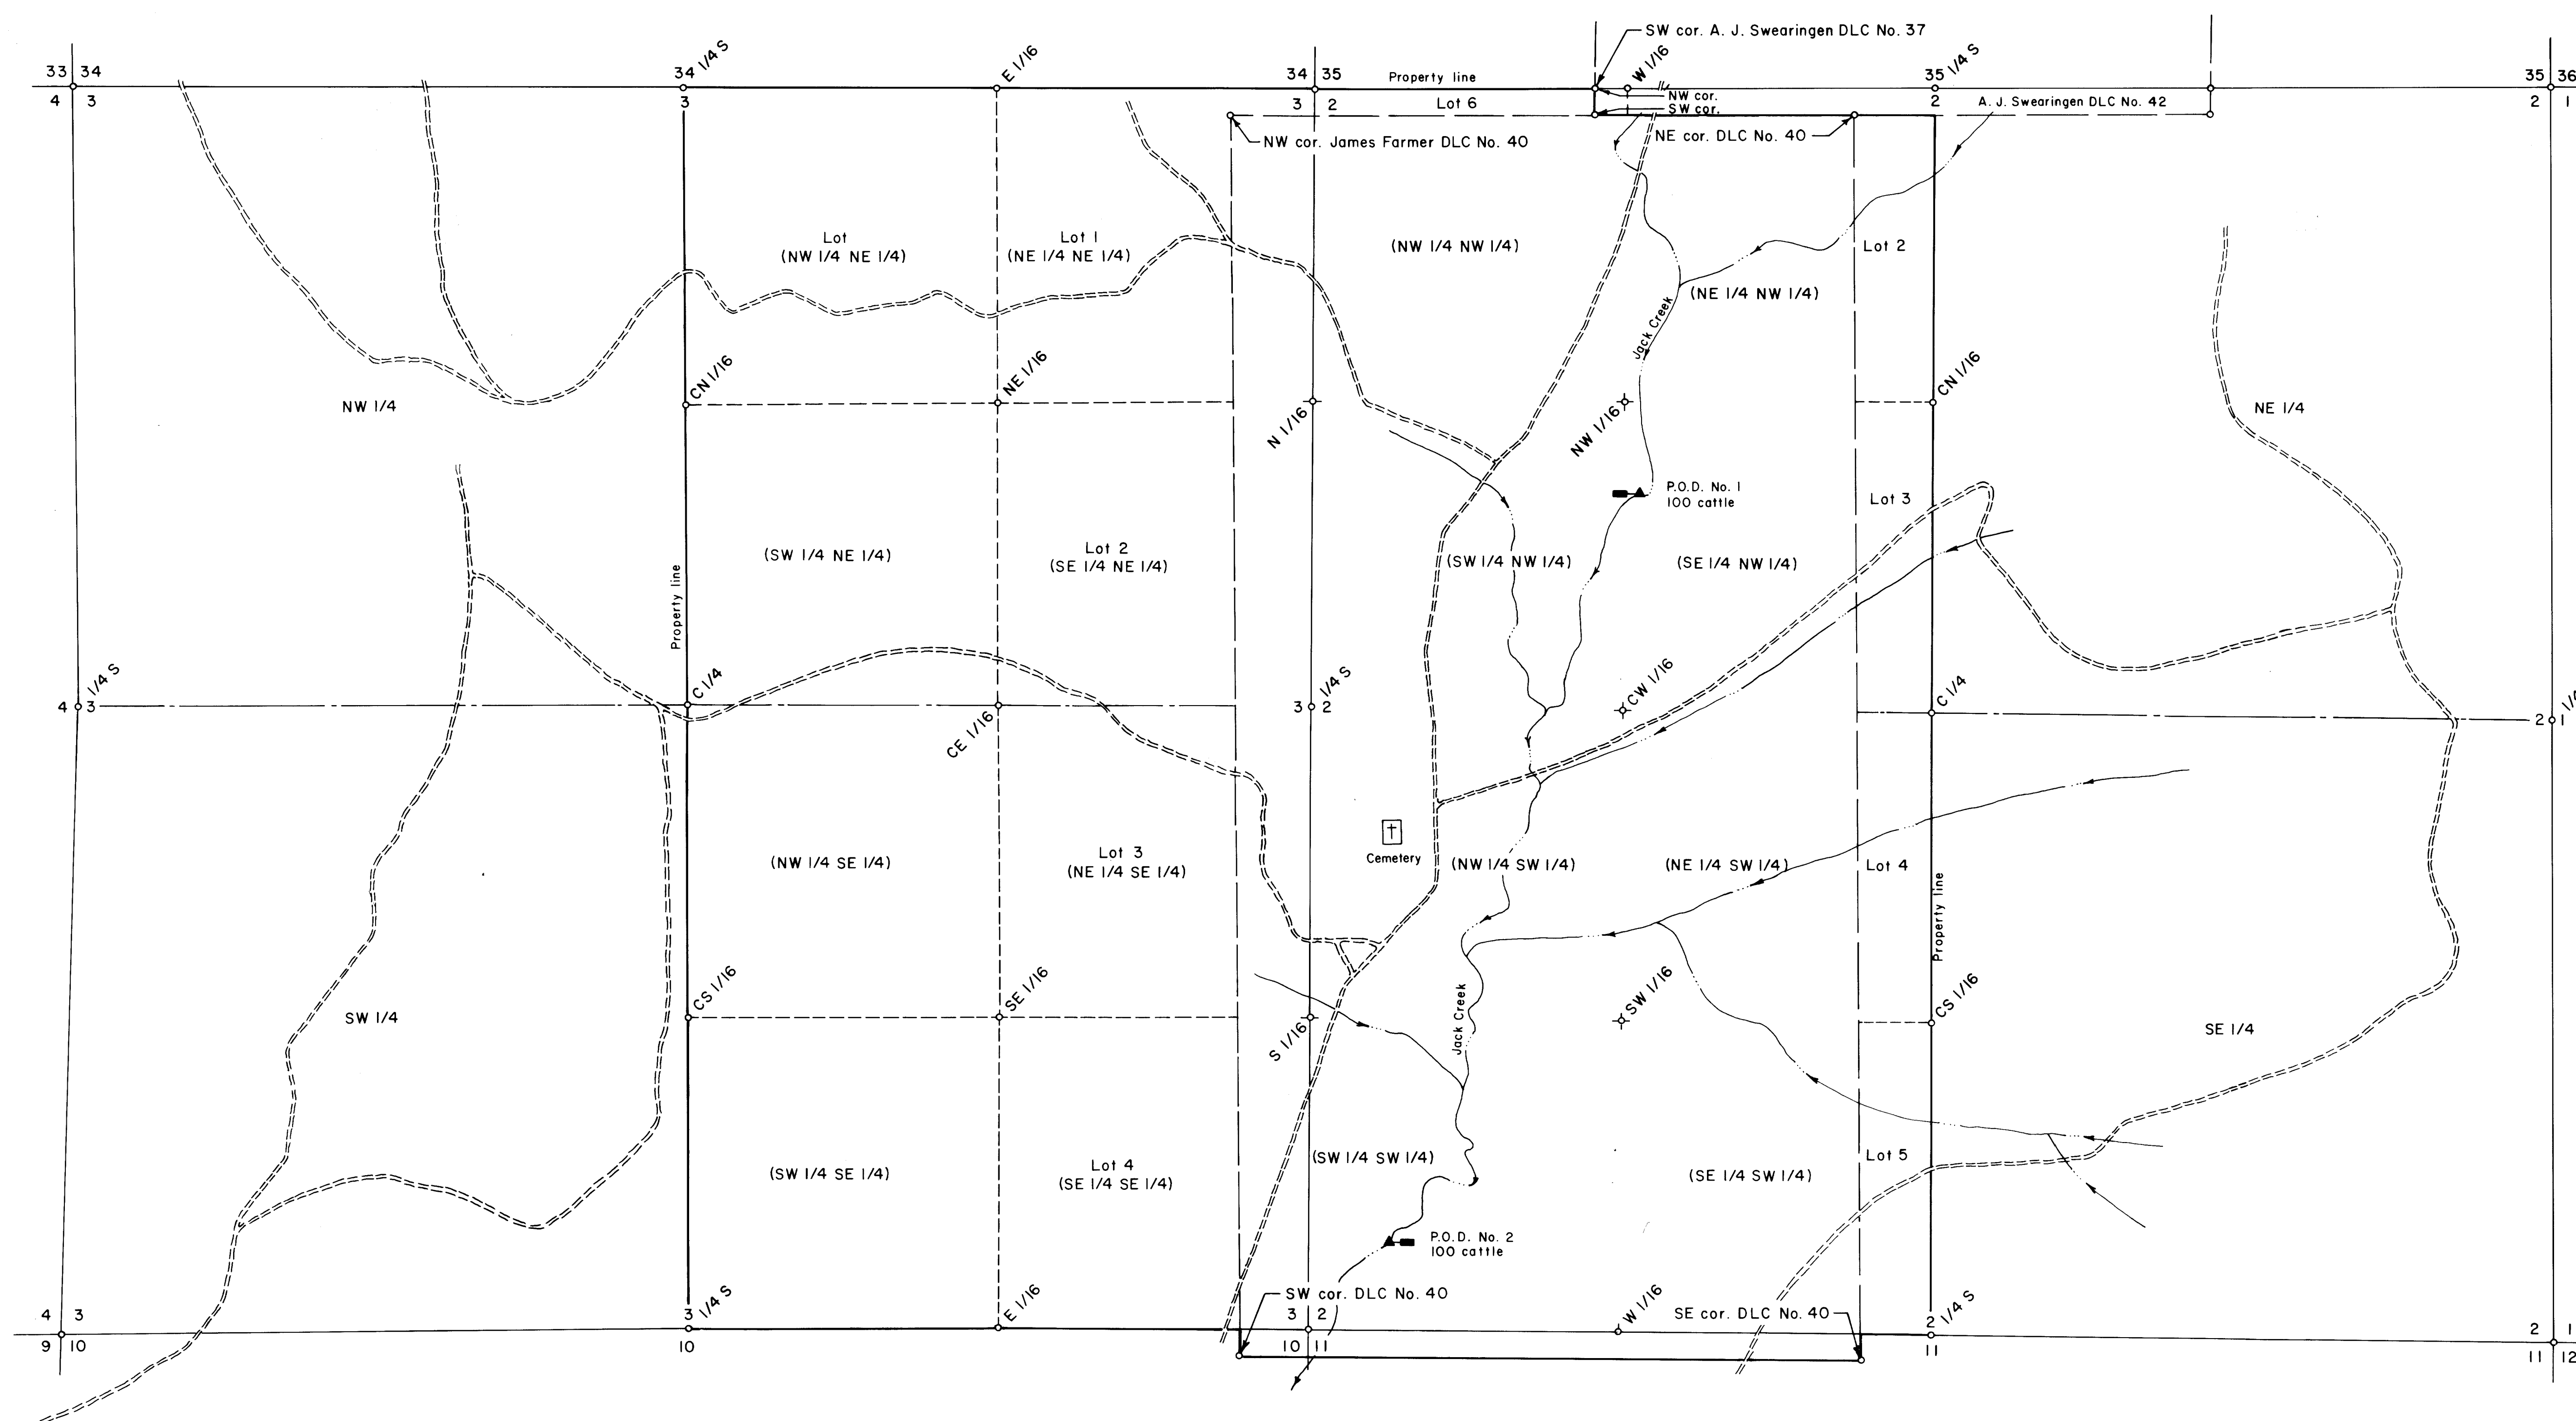 SW cor. A. J. Swearingen DLC No. 37
33 34
34 1/4 S
E 1/16
34 35
Property line
W 1/16
35 1/4 S
35 36
4 3
3
3 2
Lot 6
NW cor.
SW cor.
2
A. J. Swearingen DLC No. 42
2 1
NW cor. James Farmer DLC No. 40
NE cor. DLC No. 40
Lot
(NW 1/4 NE 1/4)
Lot 1
(NE 1/4 NE 1/4)
(NW 1/4 NW 1/4)
Lot 2
(NE 1/4 NW 1/4)
Jack Creek
CN 1/16
NE 1/16
N 1/16
NW 1/16
CN 1/16
NW 1/4
NE 1/4
P.O.D. No. 1
100 cattle
Lot 3
(SW 1/4 NE 1/4)
Lot 2
(SE 1/4 NE 1/4)
(SW 1/4 NW 1/4)
(SE 1/4 NW 1/4)
Property line
4 3
1/4 S
C 1/4
CE 1/16
3 2
1/4 S
CW 1/16
C 1/4
2 1
Cemetery
(NW 1/4 SE 1/4)
Lot 3
(NE 1/4 SE 1/4)
(NW 1/4 SW 1/4)
(NE 1/4 SW 1/4)
Lot 4
Property line
CS 1/16
SE 1/16
S 1/16
Jack Creek
SW 1/16
CS 1/16
SW 1/4
SE 1/4
(SW 1/4 SE 1/4)
Lot 4
(SE 1/4 SE 1/4)
(SW 1/4 SW 1/4)
(SE 1/4 SW 1/4)
Lot 5
P.O.D. No. 2
100 cattle
SW cor. DLC No. 40
SE cor. DLC No. 40
4 3
3 1/4 S
E 1/16
3 2
W 1/16
2 1/4 S
2 1
9 10
10
10 11
11
11 12